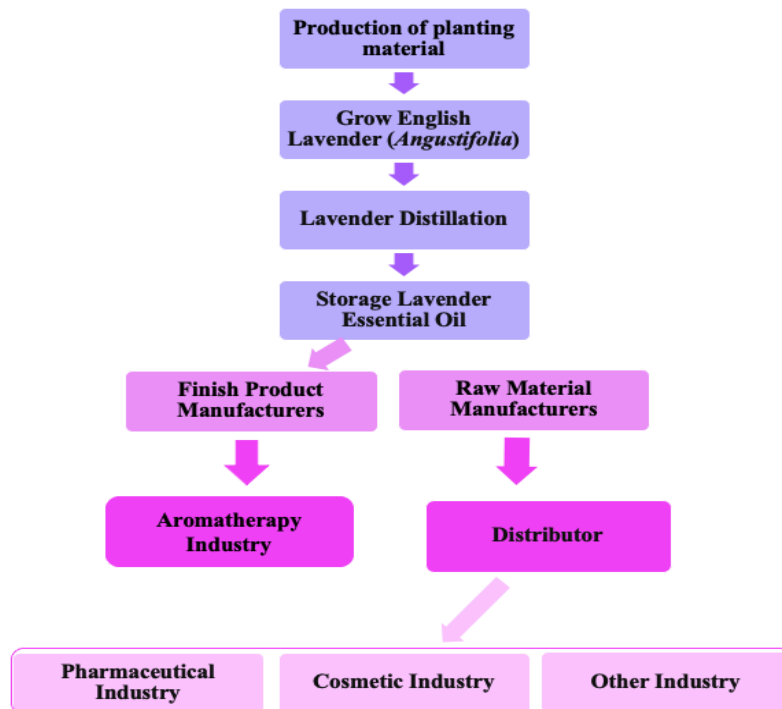 Production of planting
material
Grow English
Lavender (Angustifolia)
Lavender Distillation
Storage Lavender
Essential Oil
Finish Product
Manufacturers
Raw Material
Manufacturers
Aromatherapy
Industry
Distributor
Pharmaceutical
Industry
Cosmetic Industry
Other Industry